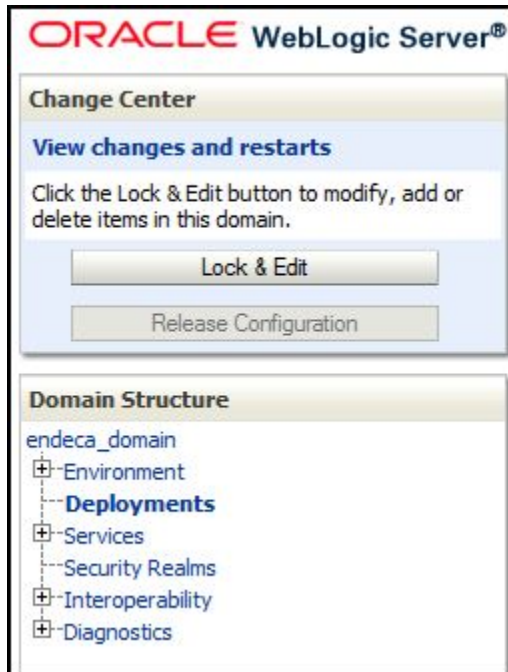 ORACLE WebLogic Server®
Change Center
View changes and restarts
Click the Lock & Edit button to modify, add or
delete items in this domain.
Lock & Edit
Release Configuration
Domain Structure
endeca_domain
Environment
Deployments
Services
Security Realms
Interoperability
Diagnostics